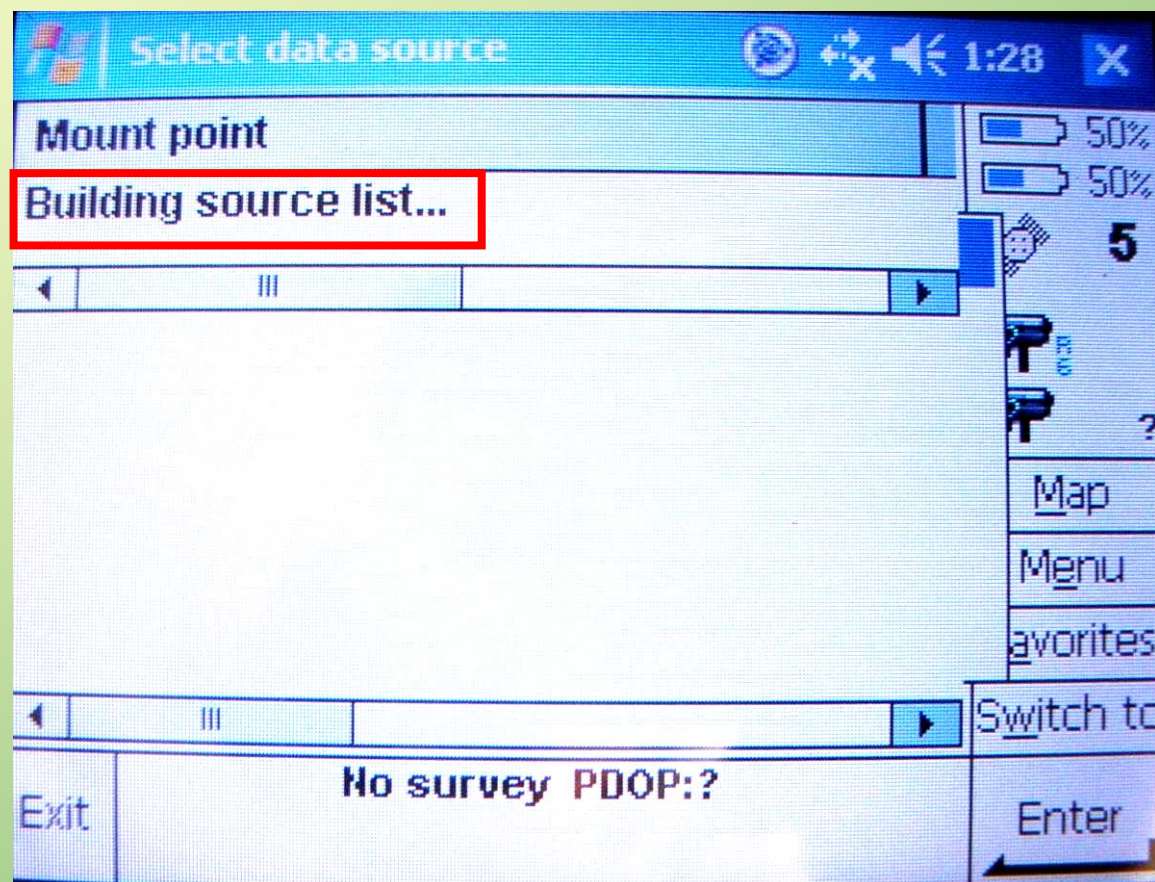 Select data source 1:28 X
Mount point
50%
Building source list...
50%
5
?
Map
Menu
avorites
Switch to
No survey PDOP:?
Exit
Enter